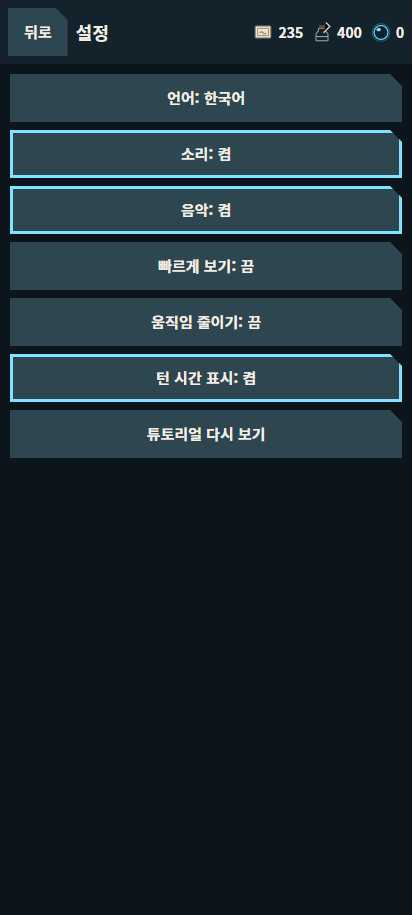 뒤로 설정 235 400 0
언어: 한국어
소리: 켬
음악: 켬
빠르게 보기: 끔
움직임 줄이기: 끔
턴 시간 표시: 켬
튜토리얼 다시 보기